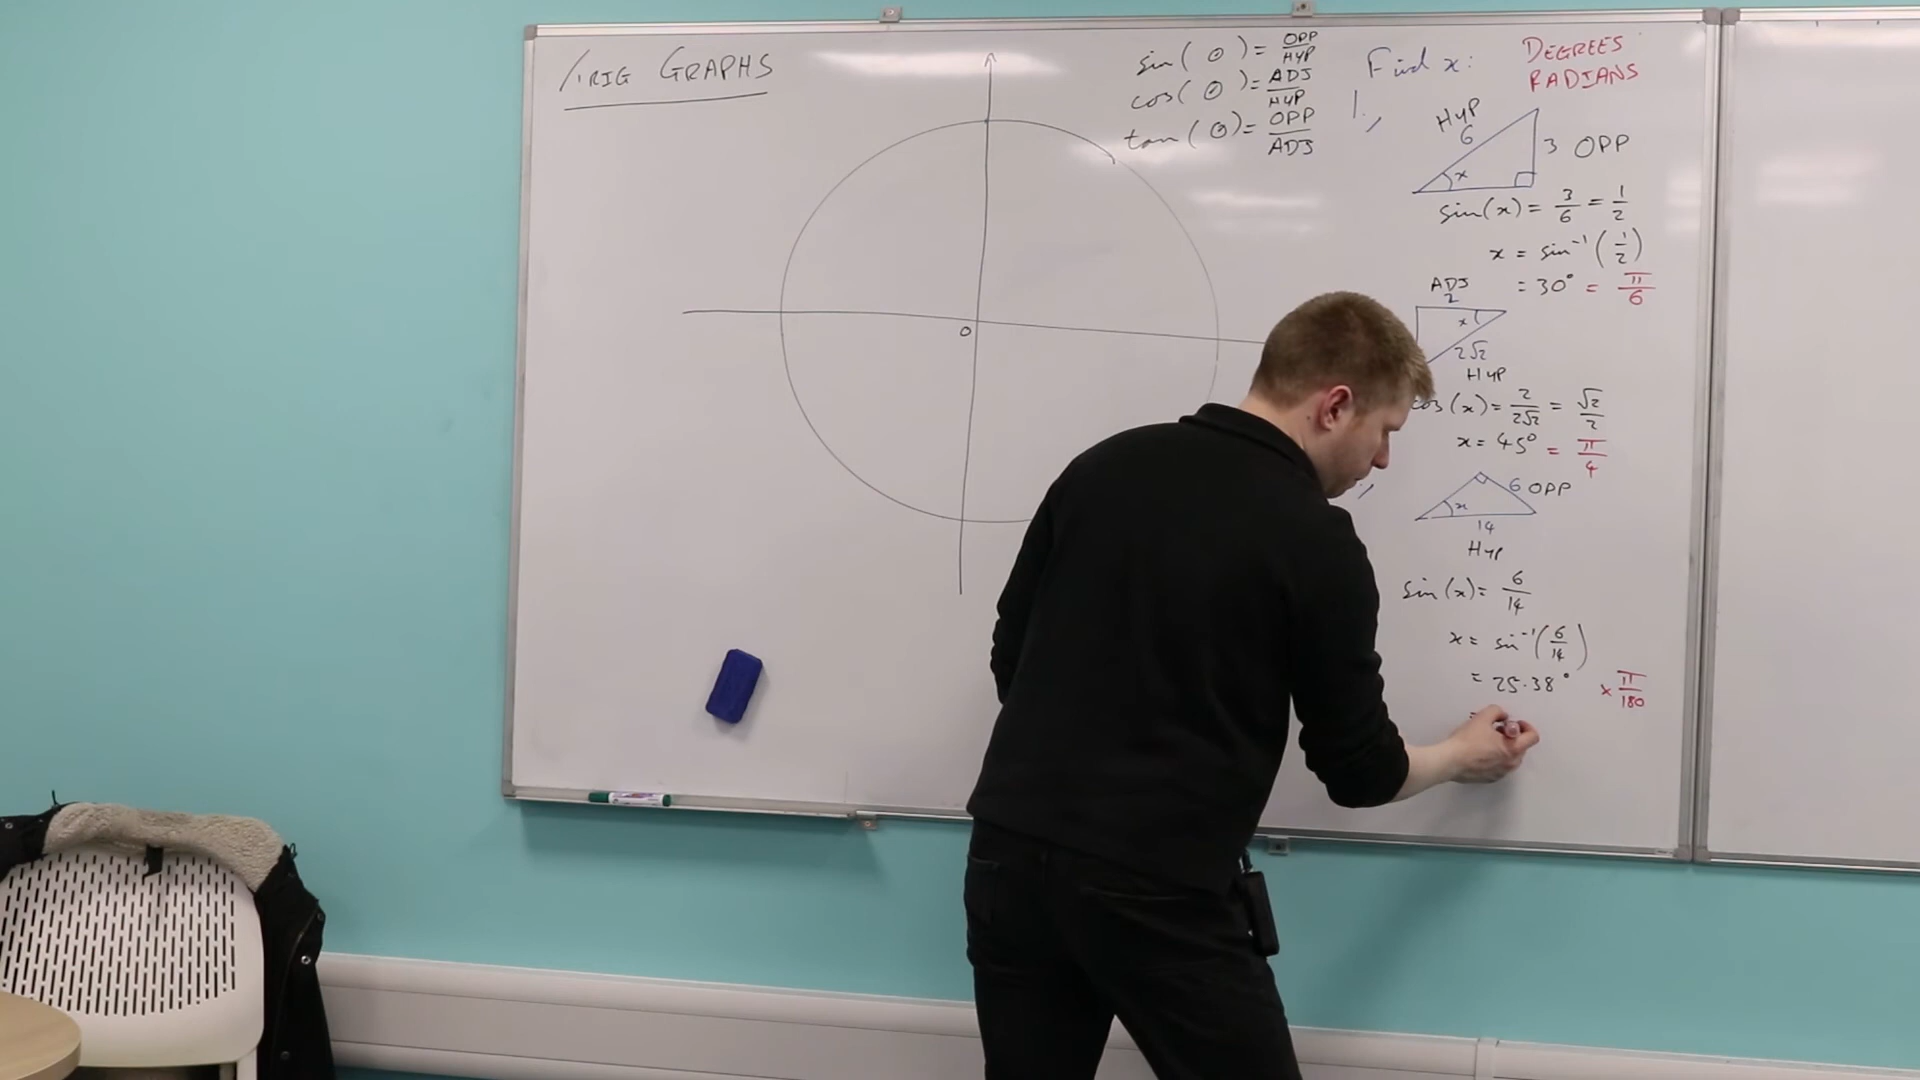 TRIG GRAPHS
sin( θ ) = OPP/HYP
cos( θ ) = ADJ/HYP
tan( θ ) = OPP/ADJ
Find x:
DEGREES
RADIANS
1.,
HYP
6
3 OPP
x
sin(x) = 3/6 = 1/2
x = sin⁻¹(1/2)
= 30° = π/6
ADJ
2
x
2√2
HYP
cos(x) = 2/2√2 = √2/2
x = 45° = π/4
6 OPP
x
14
HYP
sin(x) = 6/14
x = sin⁻¹(6/14)
= 25.38° × π/180
=
0